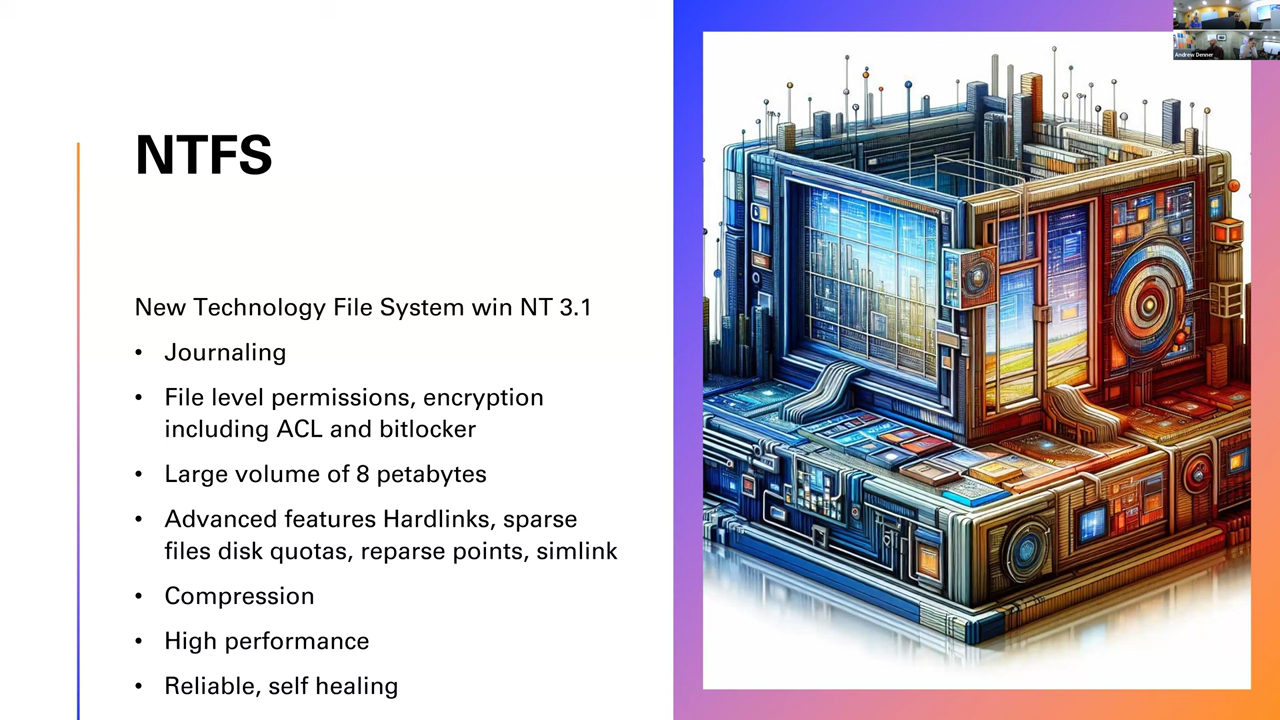 NTFS
New Technology File System win NT 3.1
• Journaling
• File level permissions, encryption
including ACL and bitlocker
• Large volume of 8 petabytes
• Advanced features Hardlinks, sparse
files disk quotas, reparse points, simlink
• Compression
• High performance
• Reliable, self healing
Andrew Denner